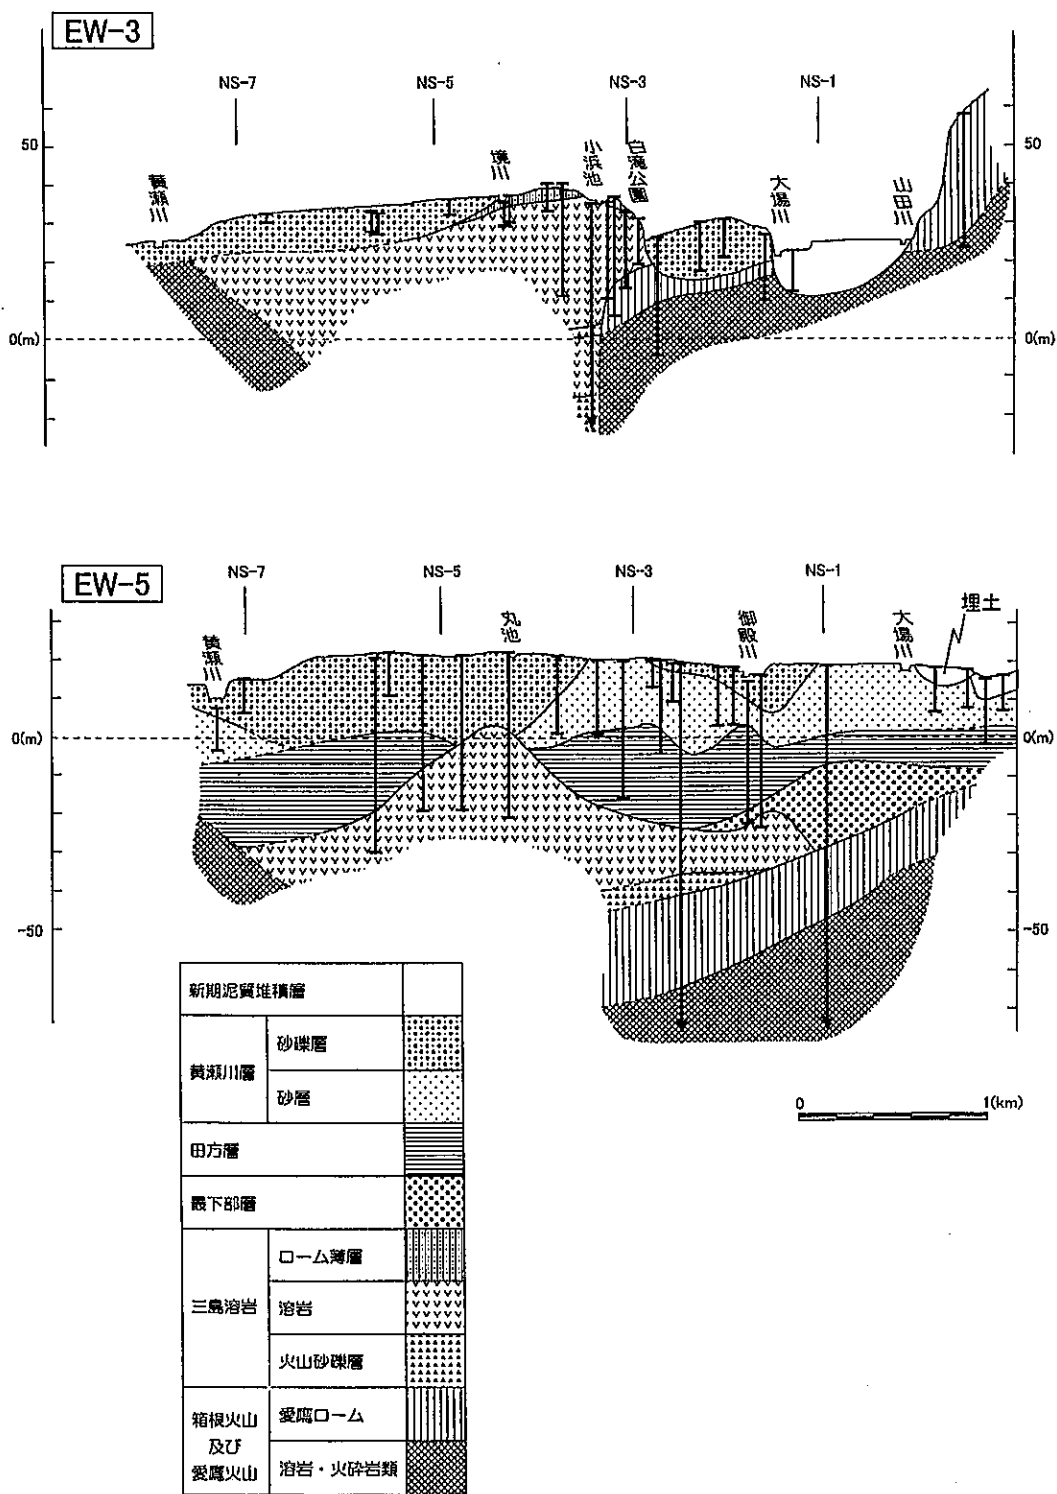 EW-3
NS-7
NS-5
NS-3
NS-1
50
50
黄瀬川
境川
小浜池
白滝公園
大場川
山田川
0(m)
0(m)
EW-5
NS-7
NS-5
NS-3
NS-1
埋土
黄瀬川
丸池
御殿川
大場川
0(m)
0(m)
-50
-50
0
1(km)
新期泥質堆積層
黄瀬川層
砂礫層
砂層
田方層
最下部層
三島溶岩
ローム薄層
溶岩
火山砂礫層
箱根火山
及び
愛鷹火山
愛鷹ローム
溶岩・火砕岩類